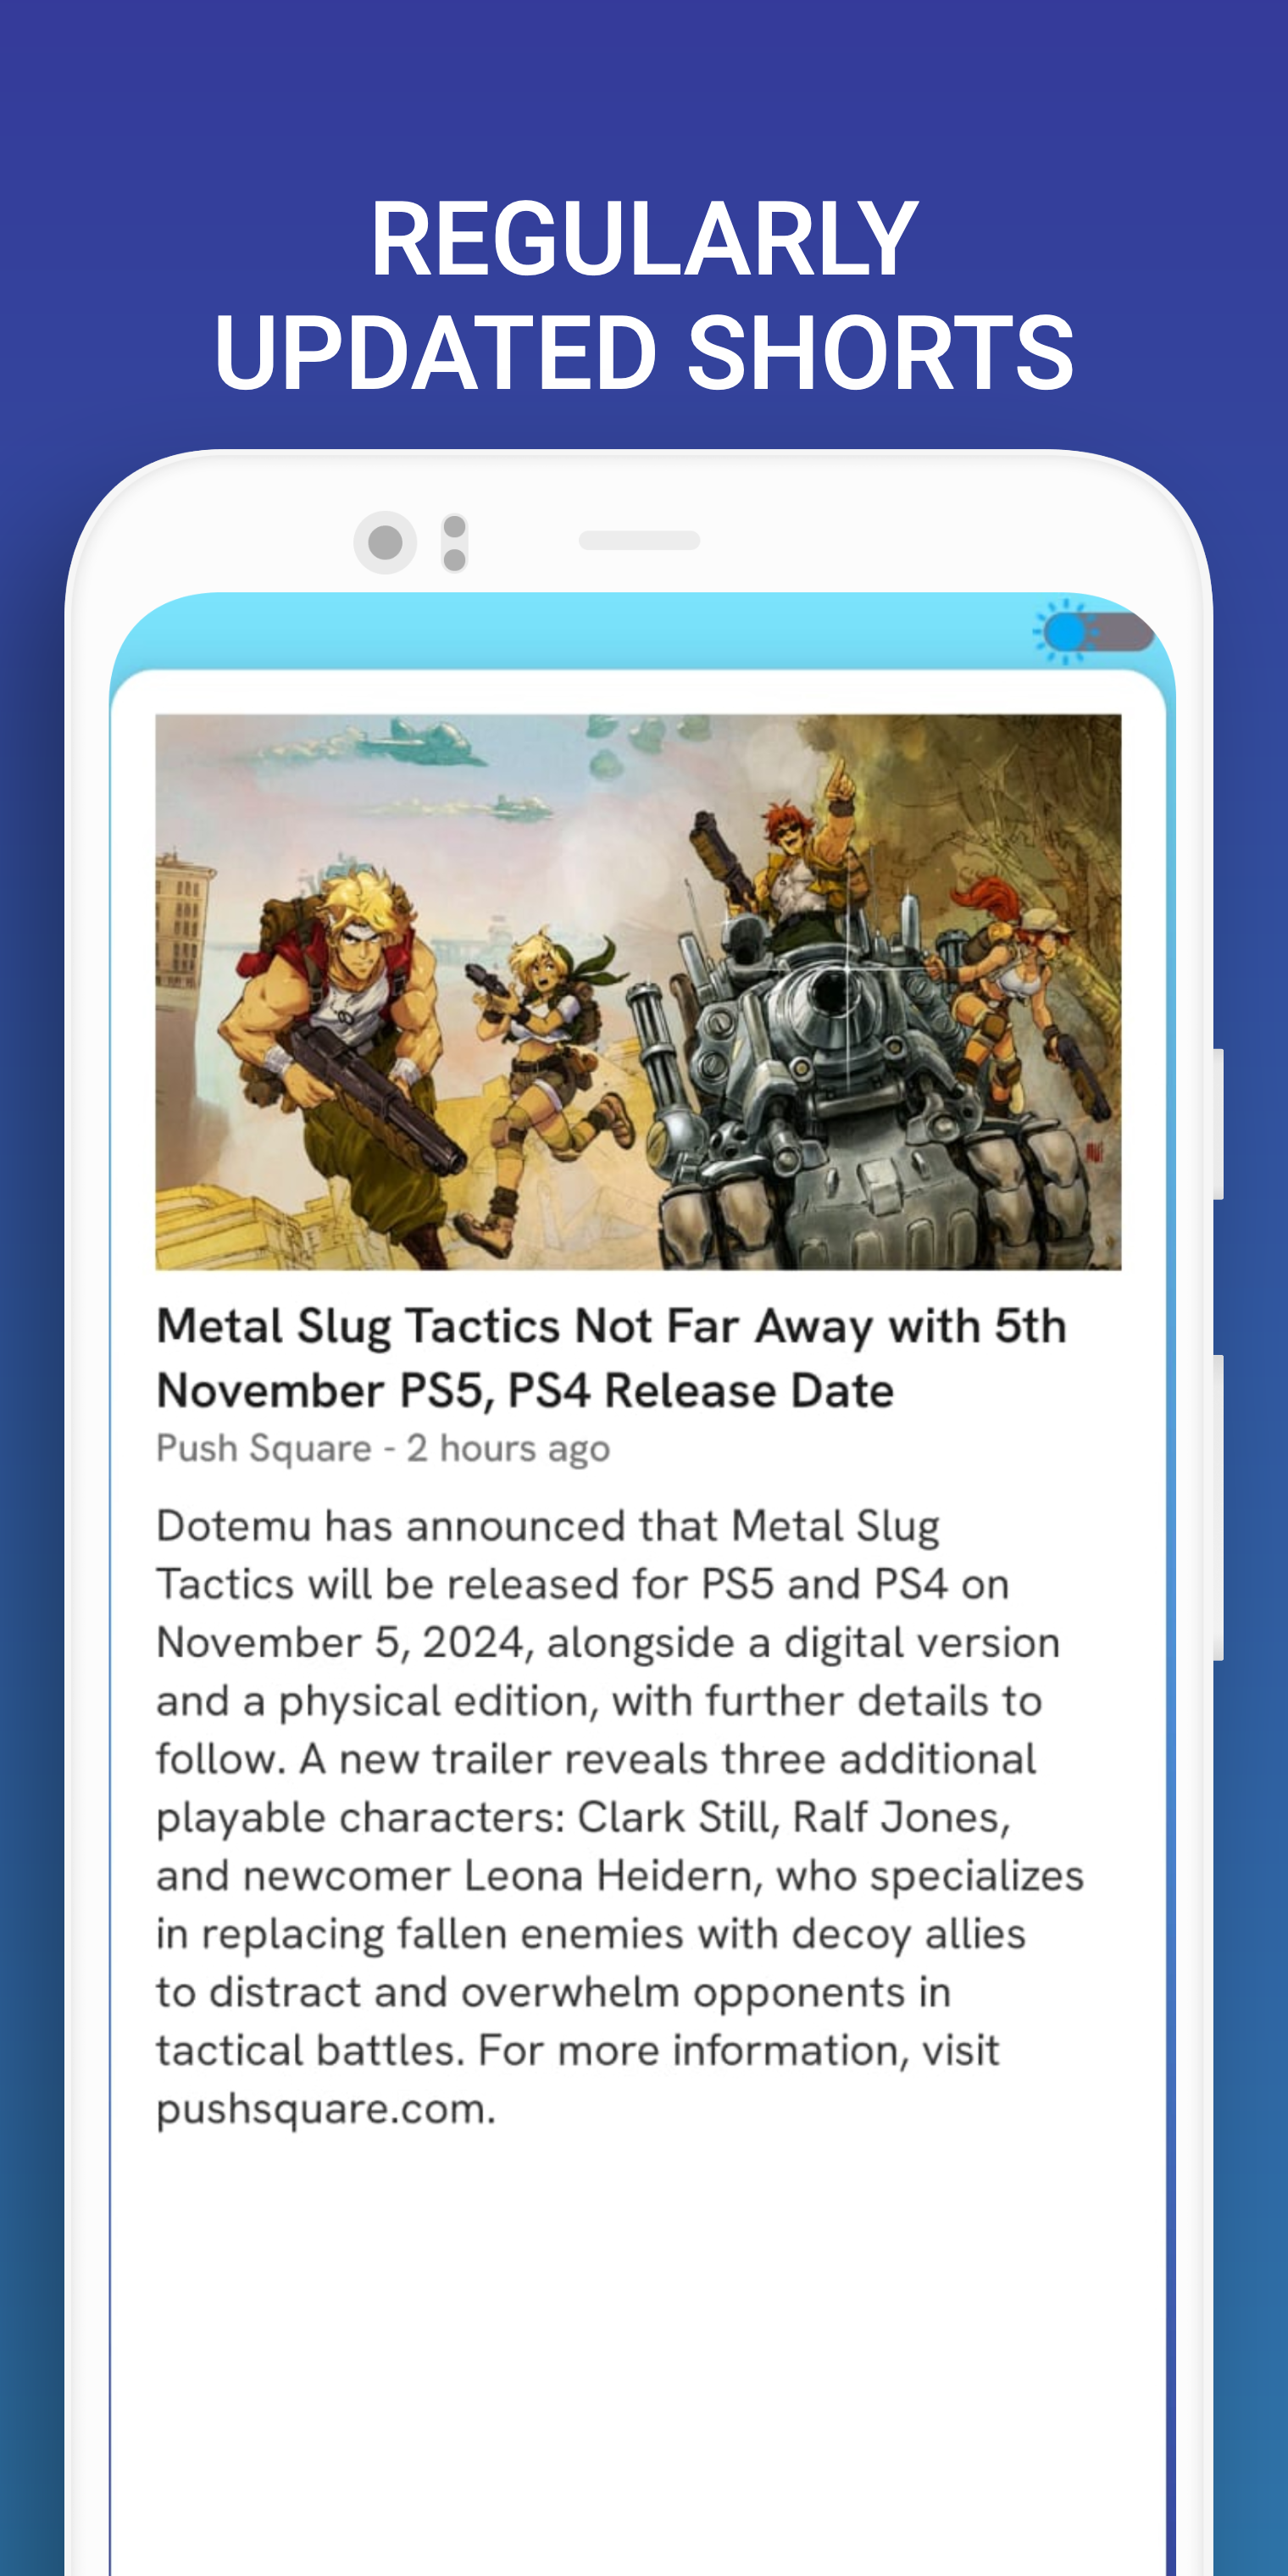 REGULARLY
UPDATED SHORTS
Metal Slug Tactics Not Far Away with 5th
November PS5, PS4 Release Date
Push Square - 2 hours ago
Dotemu has announced that Metal Slug
Tactics will be released for PS5 and PS4 on
November 5, 2024, alongside a digital version
and a physical edition, with further details to
follow. A new trailer reveals three additional
playable characters: Clark Still, Ralf Jones,
and newcomer Leona Heidern, who specializes
in replacing fallen enemies with decoy allies
to distract and overwhelm opponents in
tactical battles. For more information, visit
pushsquare.com.